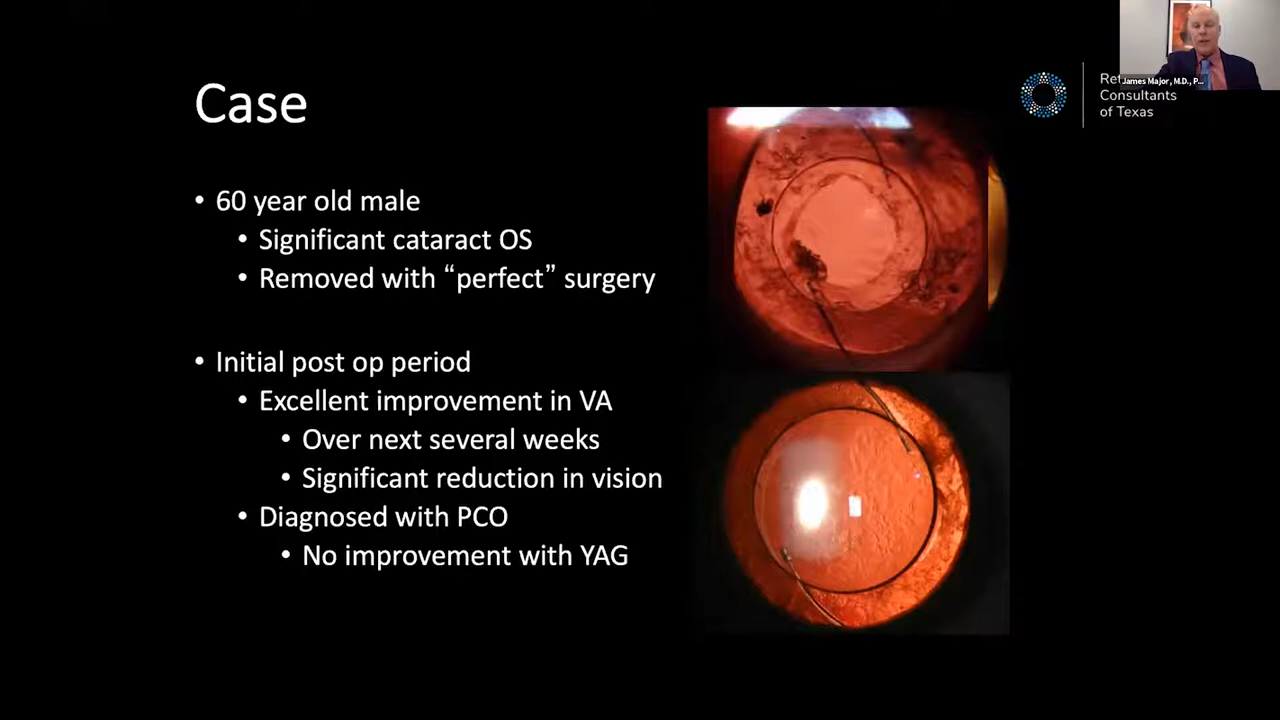 Case
• 60 year old male
• Significant cataract OS
• Removed with “perfect” surgery
• Initial post op period
• Excellent improvement in VA
• Over next several weeks
• Significant reduction in vision
• Diagnosed with PCO
• No improvement with YAG
Consultants
of Texas
James Major, M.D., P...